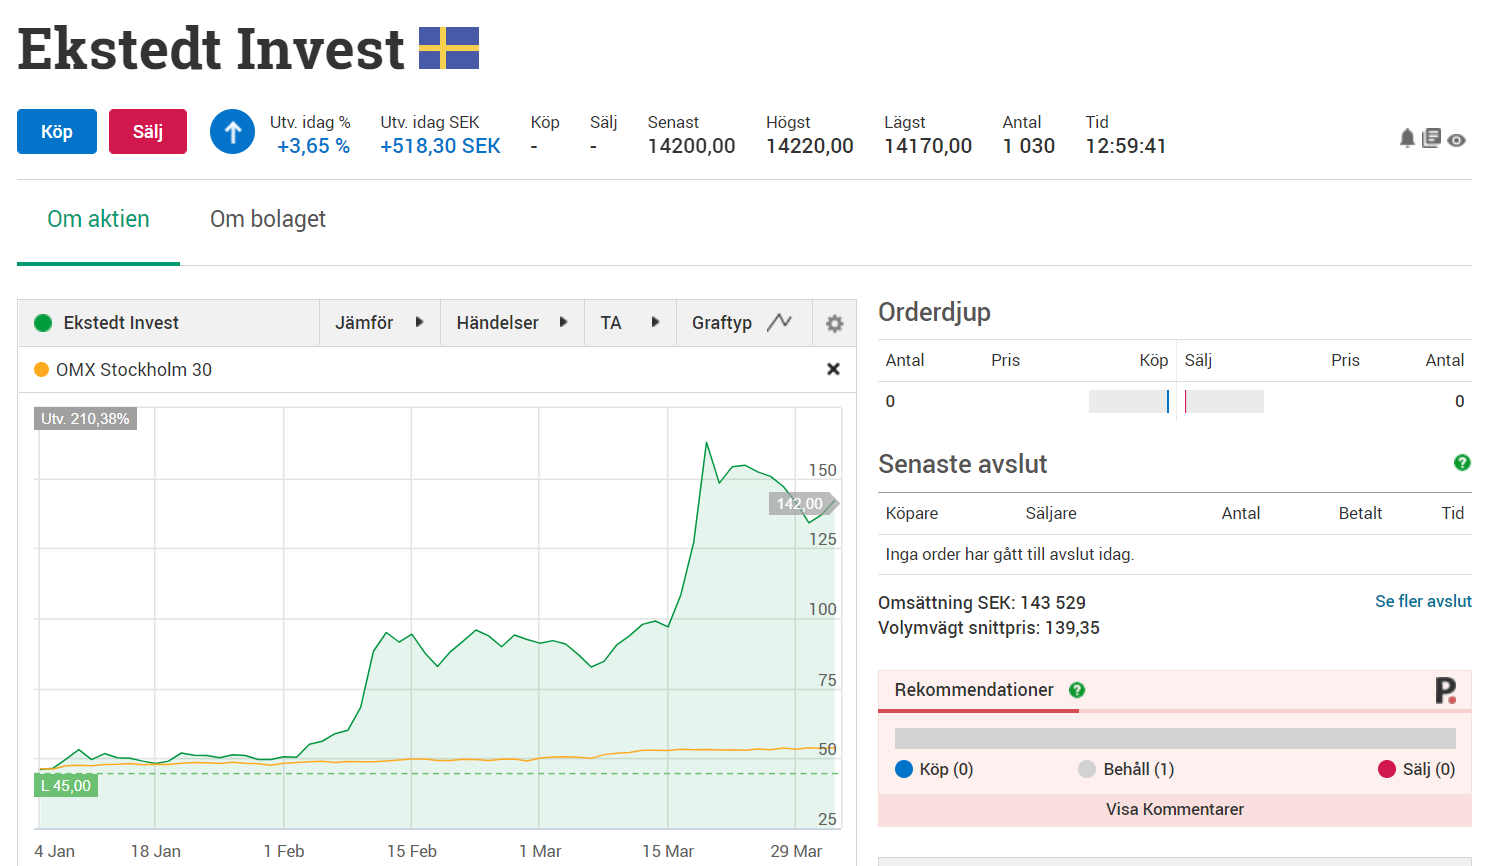 Ekstedt Invest
Köp Sälj Utv. idag % Utv. idag SEK Köp Sälj Senast Högst Lägst Antal Tid
+3,65 % +518,30 SEK - - 14200,00 14220,00 14170,00 1 030 12:59:41
Om aktien Om bolaget
Ekstedt Invest Jämför Händelser TA Graftyp
OMX Stockholm 30
Utv. 210,38%
150
142,00
125
100
75
50
L 45,00
25
4 Jan 18 Jan 1 Feb 15 Feb 1 Mar 15 Mar 29 Mar
Orderdjup
Antal Pris Köp Sälj Pris Antal
0 0
Senaste avslut ?
Köpare Säljare Antal Betalt Tid
Inga order har gått till avslut idag.
Omsättning SEK: 143 529 Se fler avslut
Volymvägt snittpris: 139,35
Rekommendationer ? P.
Köp (0) Behåll (1) Sälj (0)
Visa Kommentarer